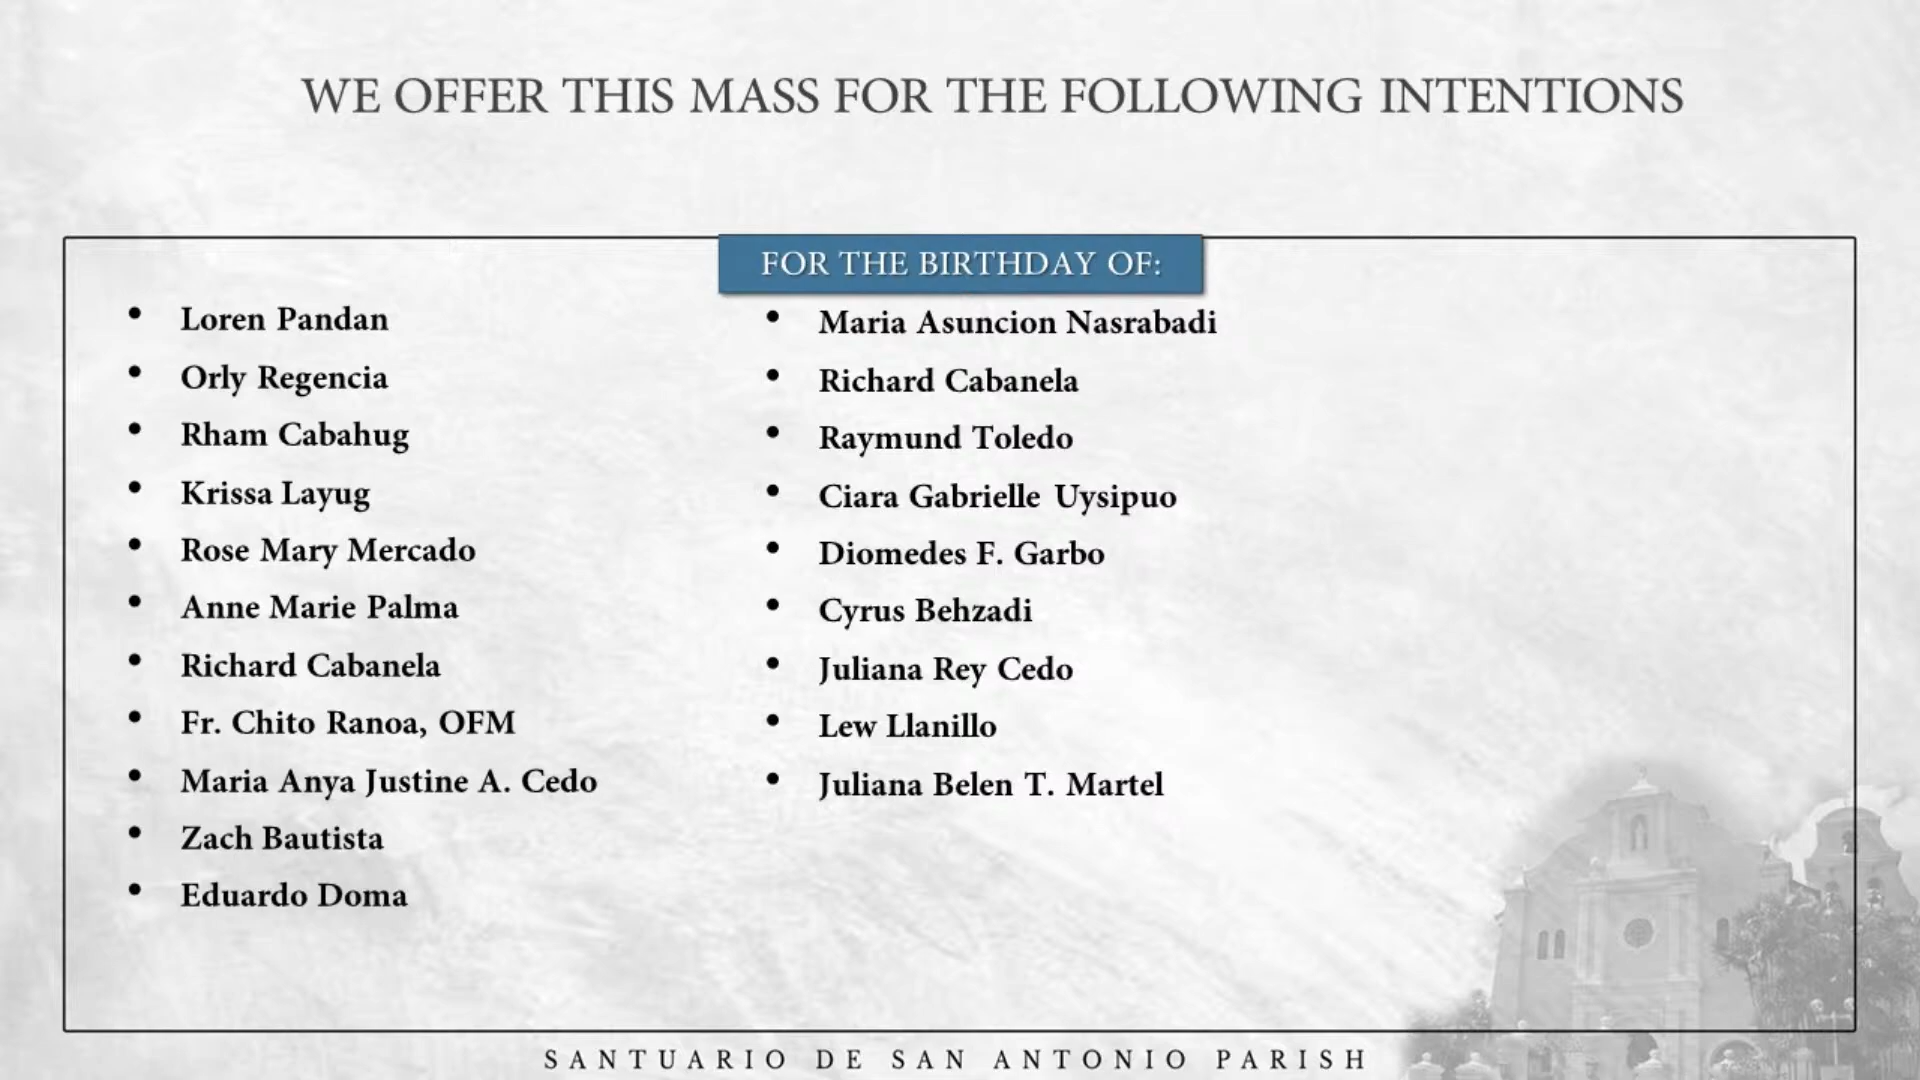 WE OFFER THIS MASS FOR THE FOLLOWING INTENTIONS
FOR THE BIRTHDAY OF:
• Loren Pandan
• Orly Regencia
• Rham Cabahug
• Krissa Layug
• Rose Mary Mercado
• Anne Marie Palma
• Richard Cabanela
• Fr. Chito Ranoa, OFM
• Maria Anya Justine A. Cedo
• Zach Bautista
• Eduardo Doma
• Maria Asuncion Nasrabadi
• Richard Cabanela
• Raymund Toledo
• Ciara Gabrielle Uysipuo
• Diomedes F. Garbo
• Cyrus Behzadi
• Juliana Rey Cedo
• Lew Llanillo
• Juliana Belen T. Martel
SANTUARIO DE SAN ANTONIO PARISH